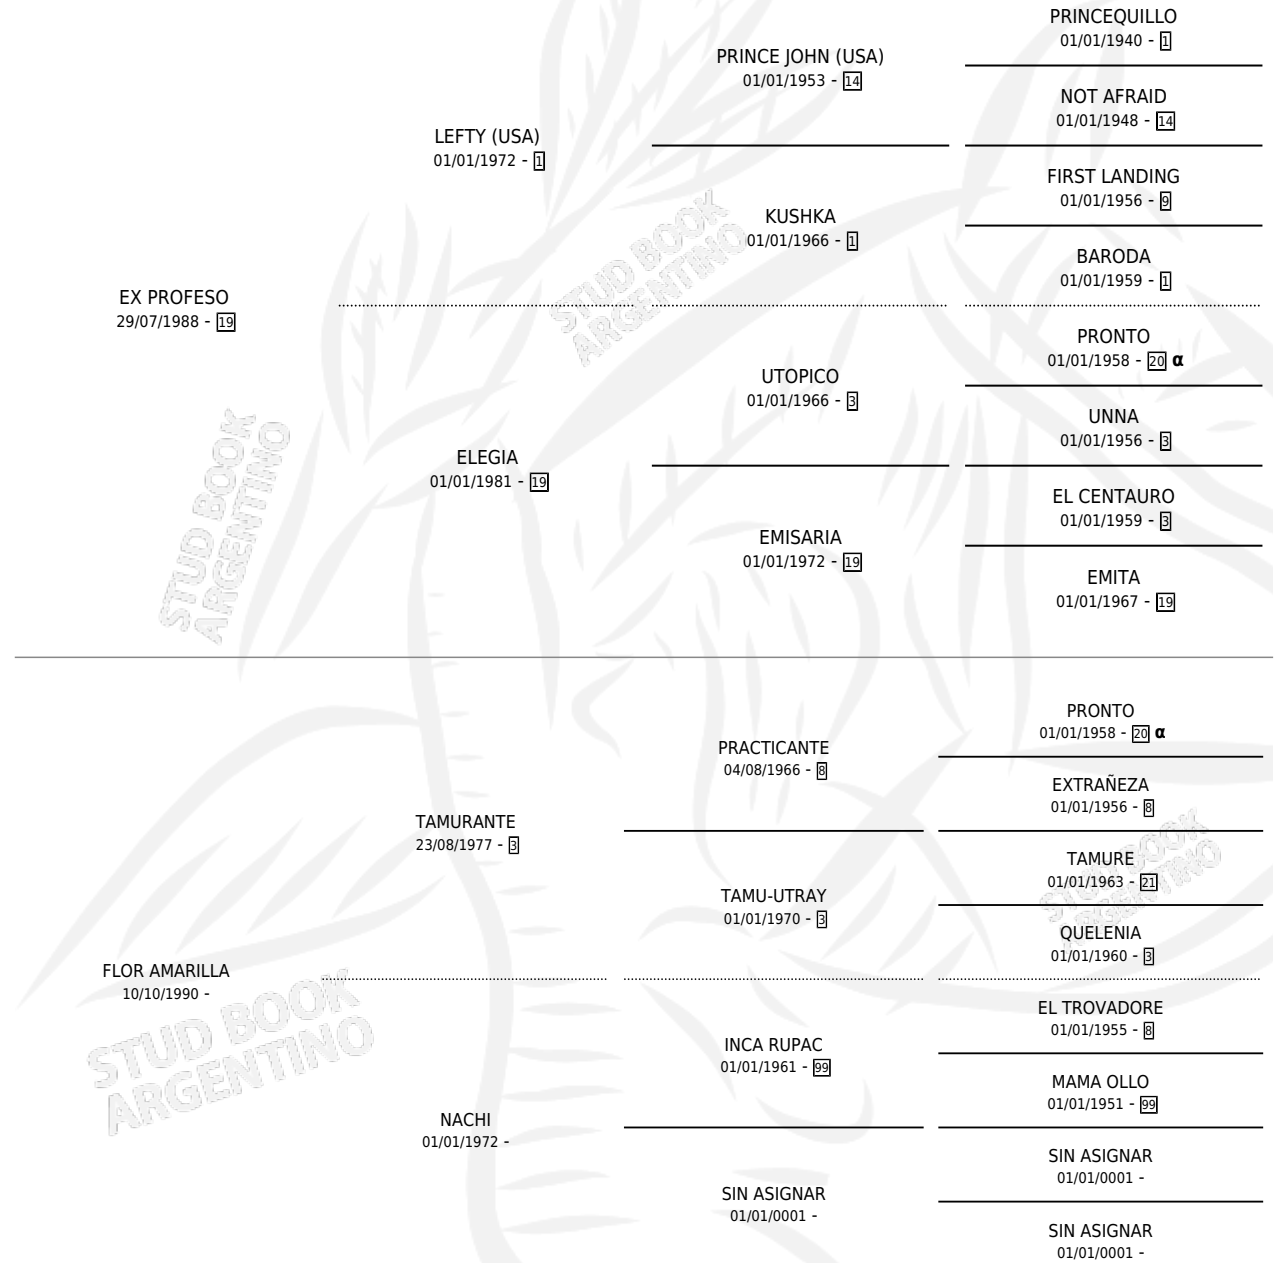 PRINCEQUILLO
01/01/1940 - 1
PRINCE JOHN (USA)
01/01/1953 - 14
NOT AFRAID
01/01/1948 - 14
LEFTY (USA)
01/01/1972 - 1
FIRST LANDING
01/01/1956 - 9
KUSHKA
01/01/1966 - 1
BARODA
01/01/1959 - 1
EX PROFESO
29/07/1988 - 19
PRONTO
01/01/1958 - 20 α
UTOPICO
01/01/1966 - 3
UNNA
01/01/1956 - 3
ELEGIA
01/01/1981 - 19
EL CENTAURO
01/01/1959 - 3
EMISARIA
01/01/1972 - 19
EMITA
01/01/1967 - 19
PRONTO
01/01/1958 - 20 α
PRACTICANTE
04/08/1966 - 8
EXTRAÑEZA
01/01/1956 - 8
TAMURANTE
23/08/1977 - 3
TAMURE
01/01/1963 - 21
TAMU-UTRAY
01/01/1970 - 3
QUELENIA
01/01/1960 - 3
FLOR AMARILLA
10/10/1990 -
EL TROVADORE
01/01/1955 - 8
INCA RUPAC
01/01/1961 - 99
MAMA OLLO
01/01/1951 - 99
NACHI
01/01/1972 -
SIN ASIGNAR
01/01/0001 -
SIN ASIGNAR
01/01/0001 -
SIN ASIGNAR
01/01/0001 -
STUD BOOK
ARGENTINO
STUD BOOK
ARGENTINO
STUD BOOK
ARGENTINO
STUD BOOK
ARGENTINO